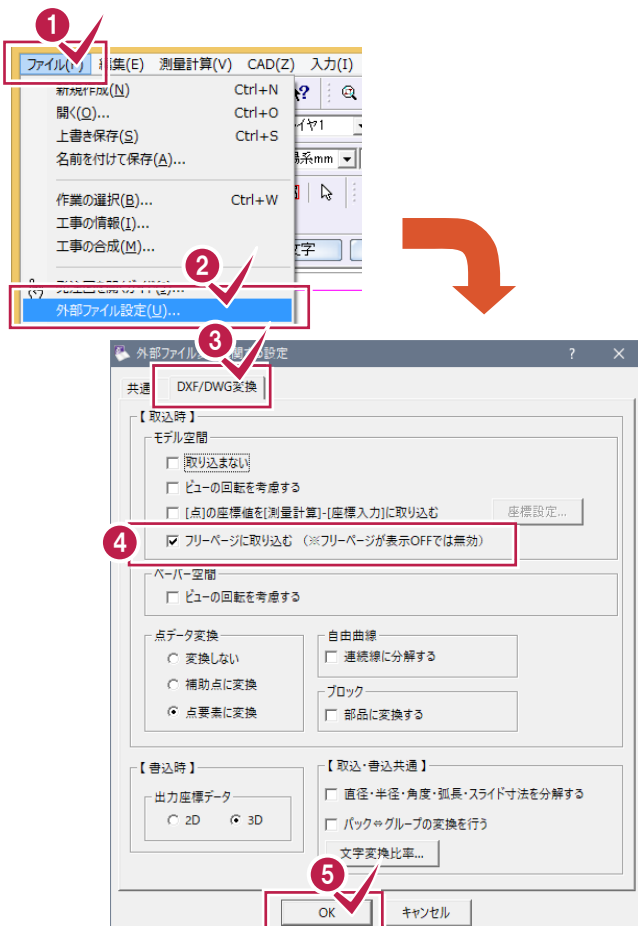 1
ファイル(F) 編集(E) 測量計算(V) CAD(Z) 入力(I)
新規作成(N) Ctrl+N
開く(O)... Ctrl+O
上書き保存(S) Ctrl+S
名前を付けて保存(A)...
作業の選択(B)... Ctrl+W
工事の情報(I)...
工事の合成(M)...
イヤ1
系mm
文字
2
外部ファイル設定(U)...
3
外部ファイル 設定
? ×
共通 DXF/DWG変換
【 取込時 】
モデル空間
取り込まない
ビューの回転を考慮する
[点]の座標値を[測量計算]-[座標入力]に取り込む 座標設定...
4
フリーページに取り込む (※フリーページが表示OFFでは無効)
ペーパー空間
ビューの回転を考慮する
点データ変換
変換しない
補助点に変換
点要素に変換
自由曲線
連続線に分解する
ブロック
部品に変換する
【 書込時 】
出力座標データ
2D 3D
【 取込・書込共通 】
直径・半径・角度・弧長・スライド寸法を分解する
パック⇔グループの変換を行う
文字変換比率...
5
OK キャンセル